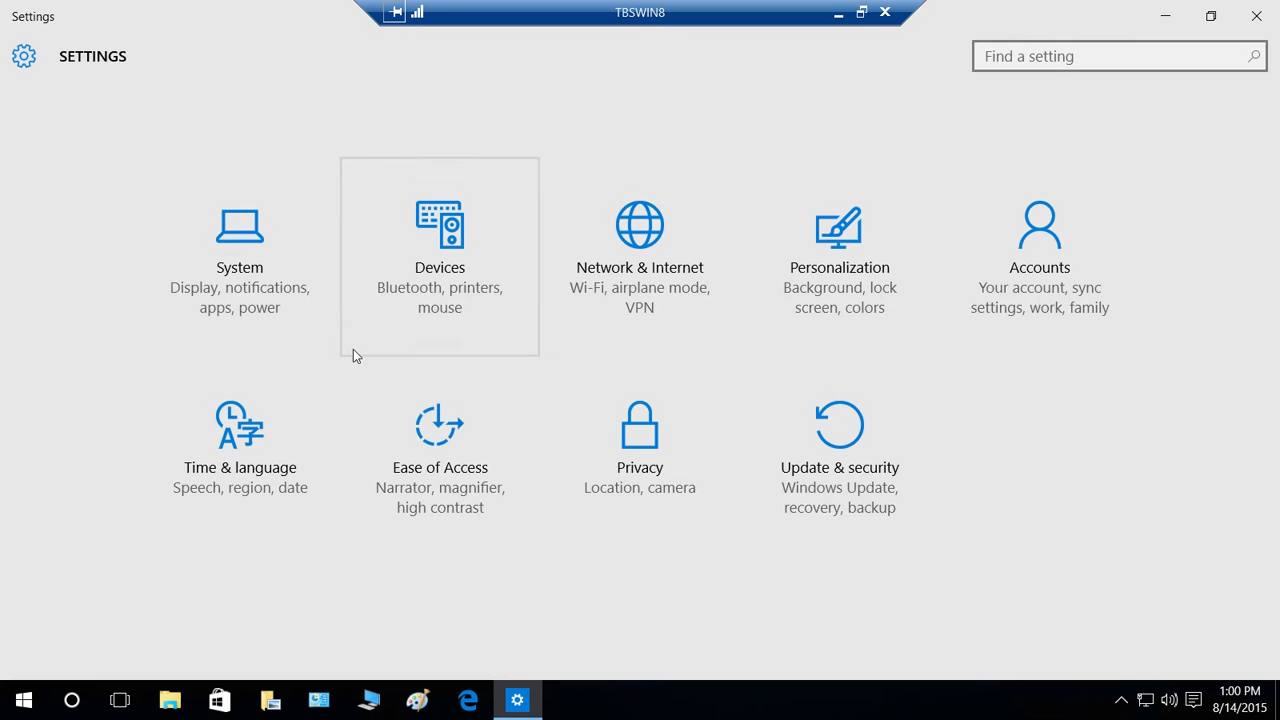 Settings
TBSWIN8
SETTINGS
Find a setting
System
Display, notifications,
apps, power
Devices
Bluetooth, printers,
mouse
Network & Internet
Wi-Fi, airplane mode,
VPN
Personalization
Background, lock
screen, colors
Accounts
Your account, sync
settings, work, family
Time & language
Speech, region, date
Ease of Access
Narrator, magnifier,
high contrast
Privacy
Location, camera
Update & security
Windows Update,
recovery, backup
1:00 PM
8/14/2015